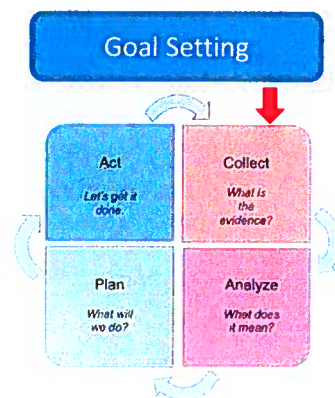 Goal Setting
Act
Let's get it
done.
Collect
What is
the
evidence?
Plan
What will
we do?
Analyze
What does
it mean?